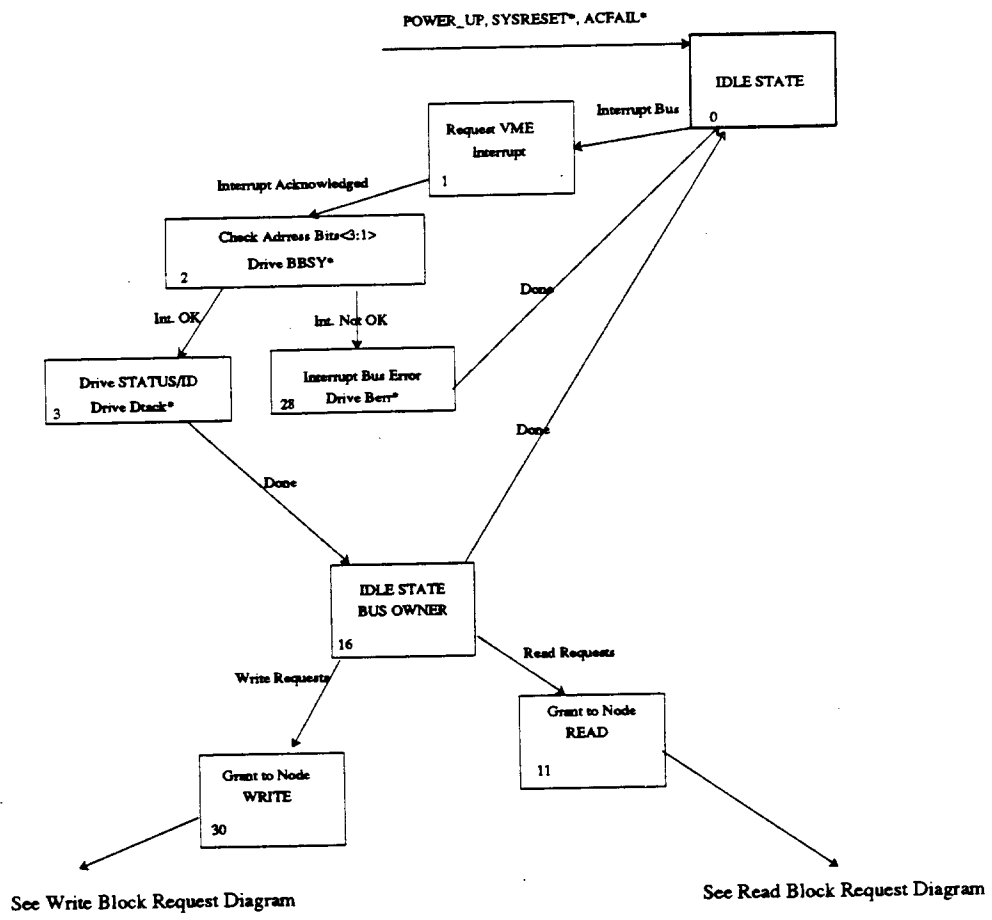 POWER_UP, SYSRESET*, ACFAIL*
IDLE STATE
0
Interrupt Bus
Request VME
Interrupt
1
Interrupt Acknowledged
Check Adrress Bits<3:1>
Drive BBSY*
2
Int. OK
Int. Not OK
Done
Drive STATUS/ID
Drive Dtack*
3
Interrupt Bus Error
Drive Berr*
28
Done
Done
IDLE STATE
BUS OWNER
16
Write Requests
Read Requests
Grant to Node
READ
11
Grant to Node
WRITE
30
See Write Block Request Diagram
See Read Block Request Diagram